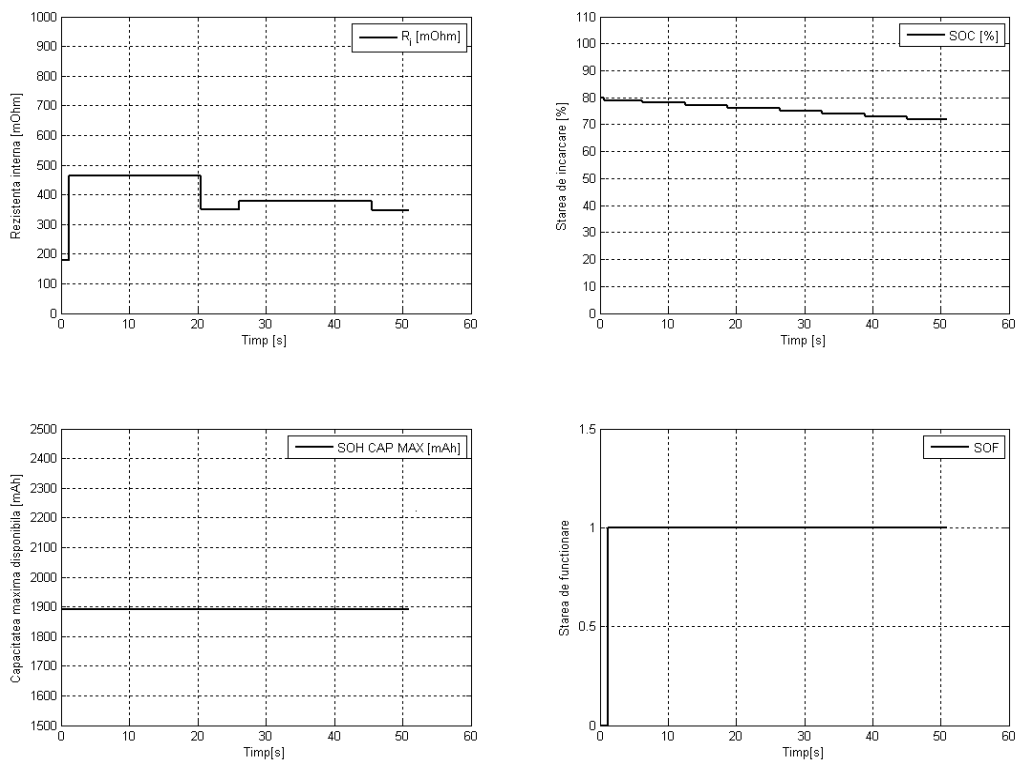 1000
900
800
700
600
500
400
300
200
100
0
Rezistenta interna [mOhm]
Ri [mOhm]
0 10 20 30 40 50 60
Timp [s]
110
100
90
80
70
60
50
40
30
20
10
0
Starea de incarcare [%]
SOC [%]
0 10 20 30 40 50 60
Timp [s]
2500
2400
2300
2200
2100
2000
1900
1800
1700
1600
1500
Capacitatea maxima disponibila [mAh]
SOH CAP MAX [mAh]
0 10 20 30 40 50 60
Timp[s]
1.5
1
0.5
0
Starea de functionare
SOF
0 10 20 30 40 50 60
Timp[s]